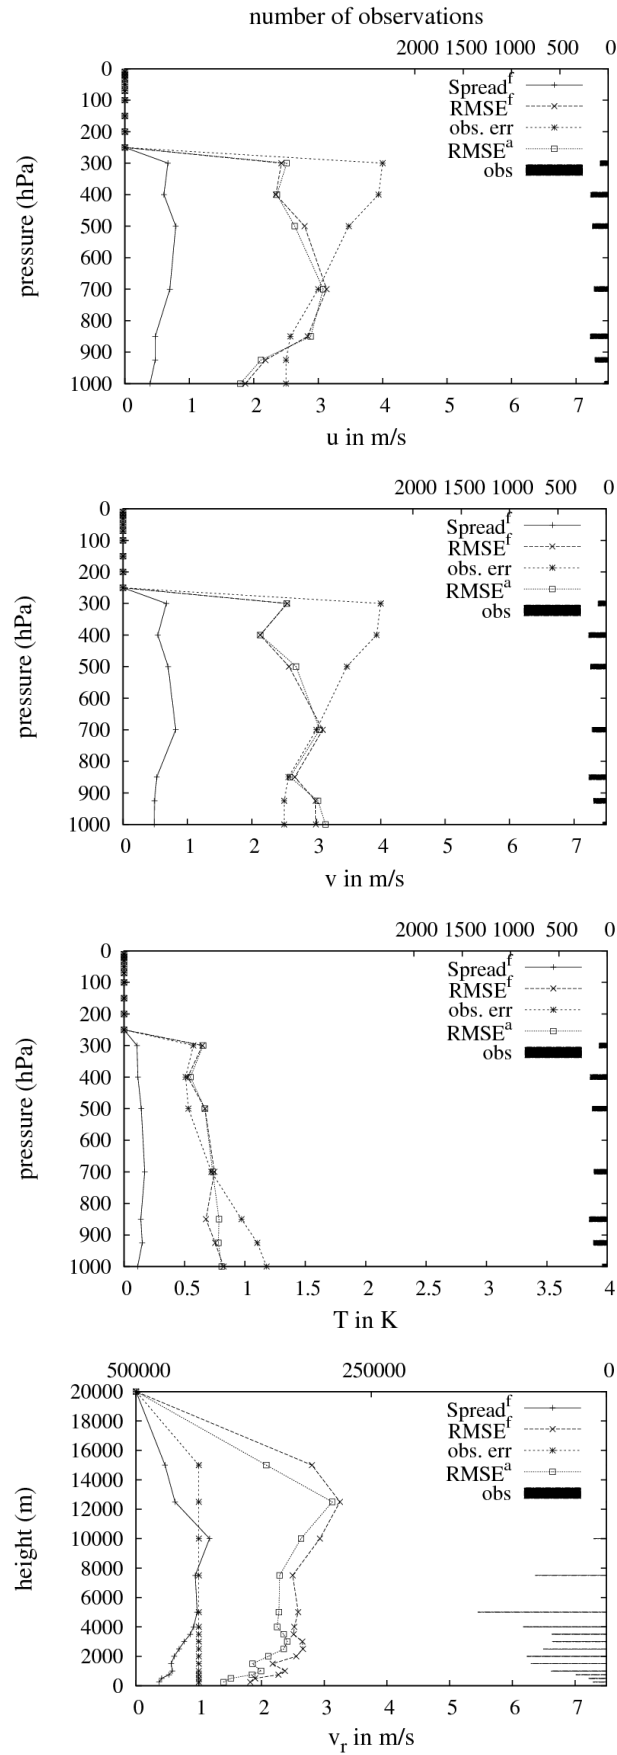 number of observations
2000 1500 1000 500 0
0
100
200
300
400
500
600
700
800
900
1000
pressure (hPa)
Spread^f
RMSE^f
obs. err
RMSE^a
obs
0 1 2 3 4 5 6 7
u in m/s
2000 1500 1000 500 0
0
100
200
300
400
500
600
700
800
900
1000
pressure (hPa)
Spread^f
RMSE^f
obs. err
RMSE^a
obs
0 1 2 3 4 5 6 7
v in m/s
2000 1500 1000 500 0
0
100
200
300
400
500
600
700
800
900
1000
pressure (hPa)
Spread^f
RMSE^f
obs. err
RMSE^a
obs
0 0.5 1 1.5 2 2.5 3 3.5 4
T in K
500000 250000 0
20000
18000
16000
14000
12000
10000
8000
6000
4000
2000
0
height (m)
Spread^f
RMSE^f
obs. err
RMSE^a
obs
0 1 2 3 4 5 6 7
v_r in m/s